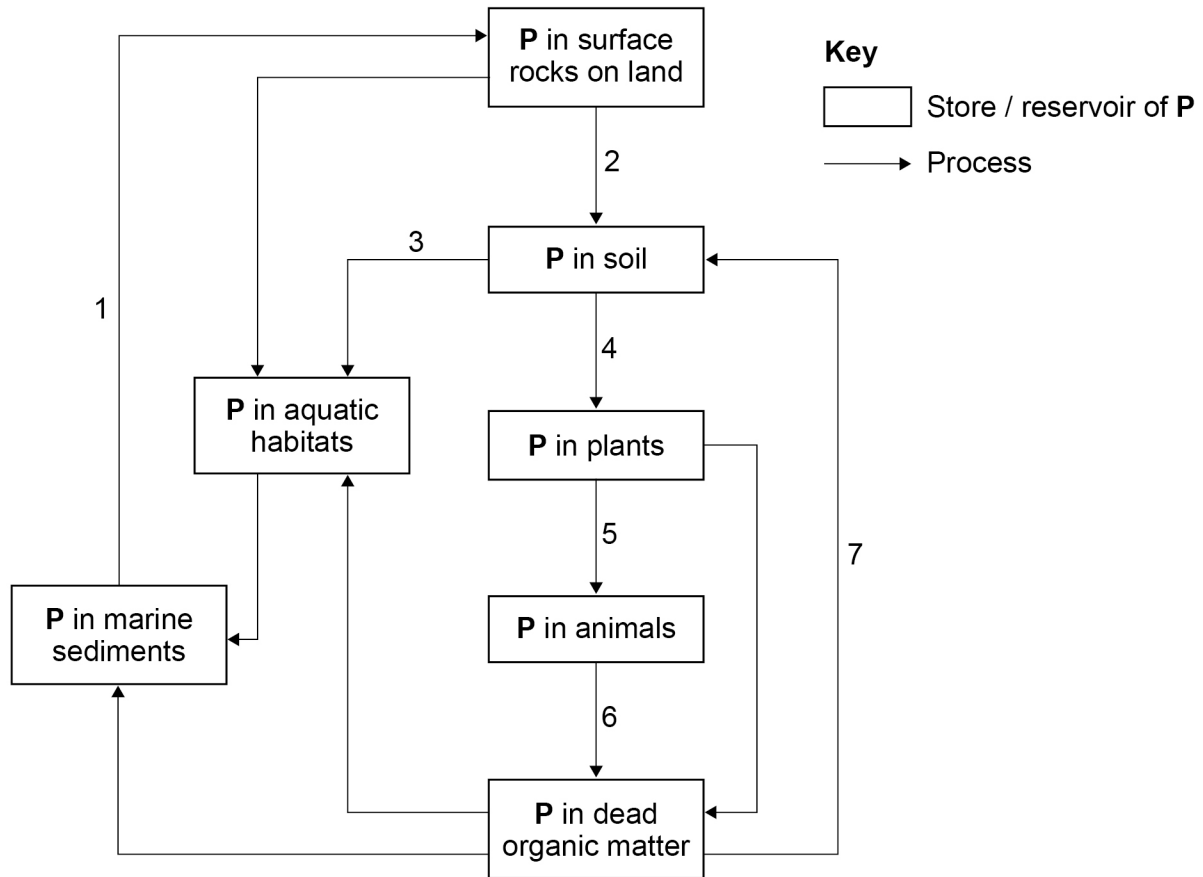 P in surface
rocks on land
Key
Store / reservoir of P
Process
2
3
P in soil
1
4
P in aquatic
habitats
P in plants
5
7
P in marine
sediments
P in animals
6
P in dead
organic matter